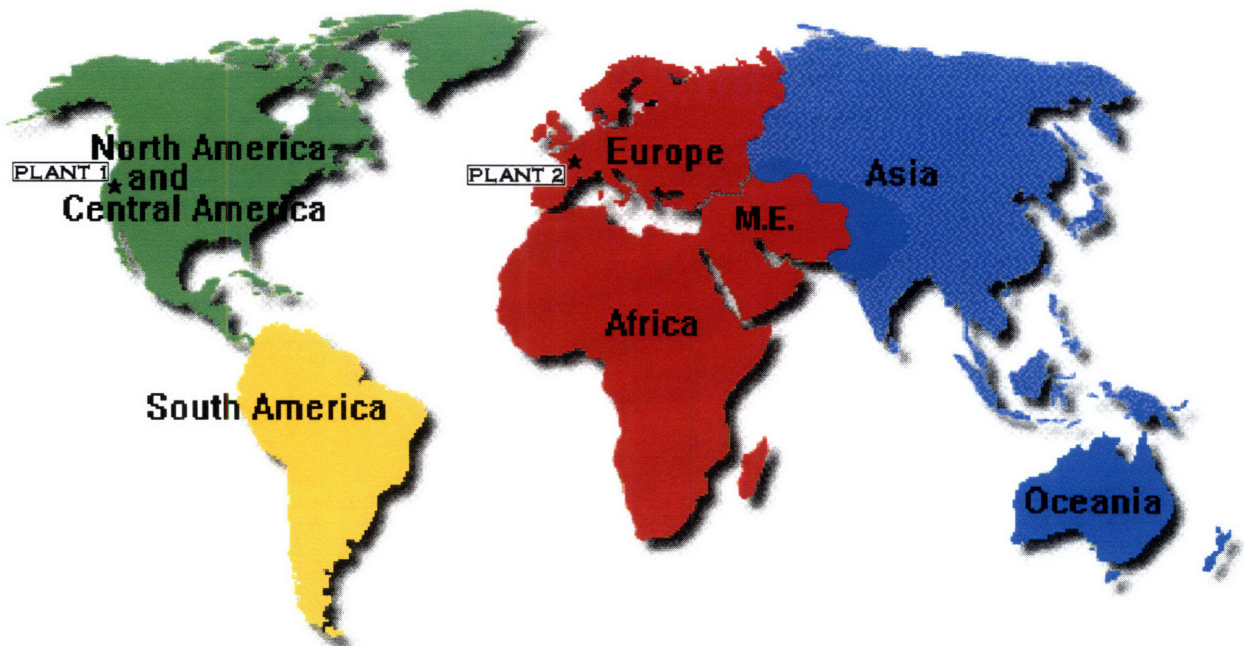 North America
PLANT 1
and
Central America
PLANT 2
Europe
Asia
M.E.
Africa
South America
Oceania